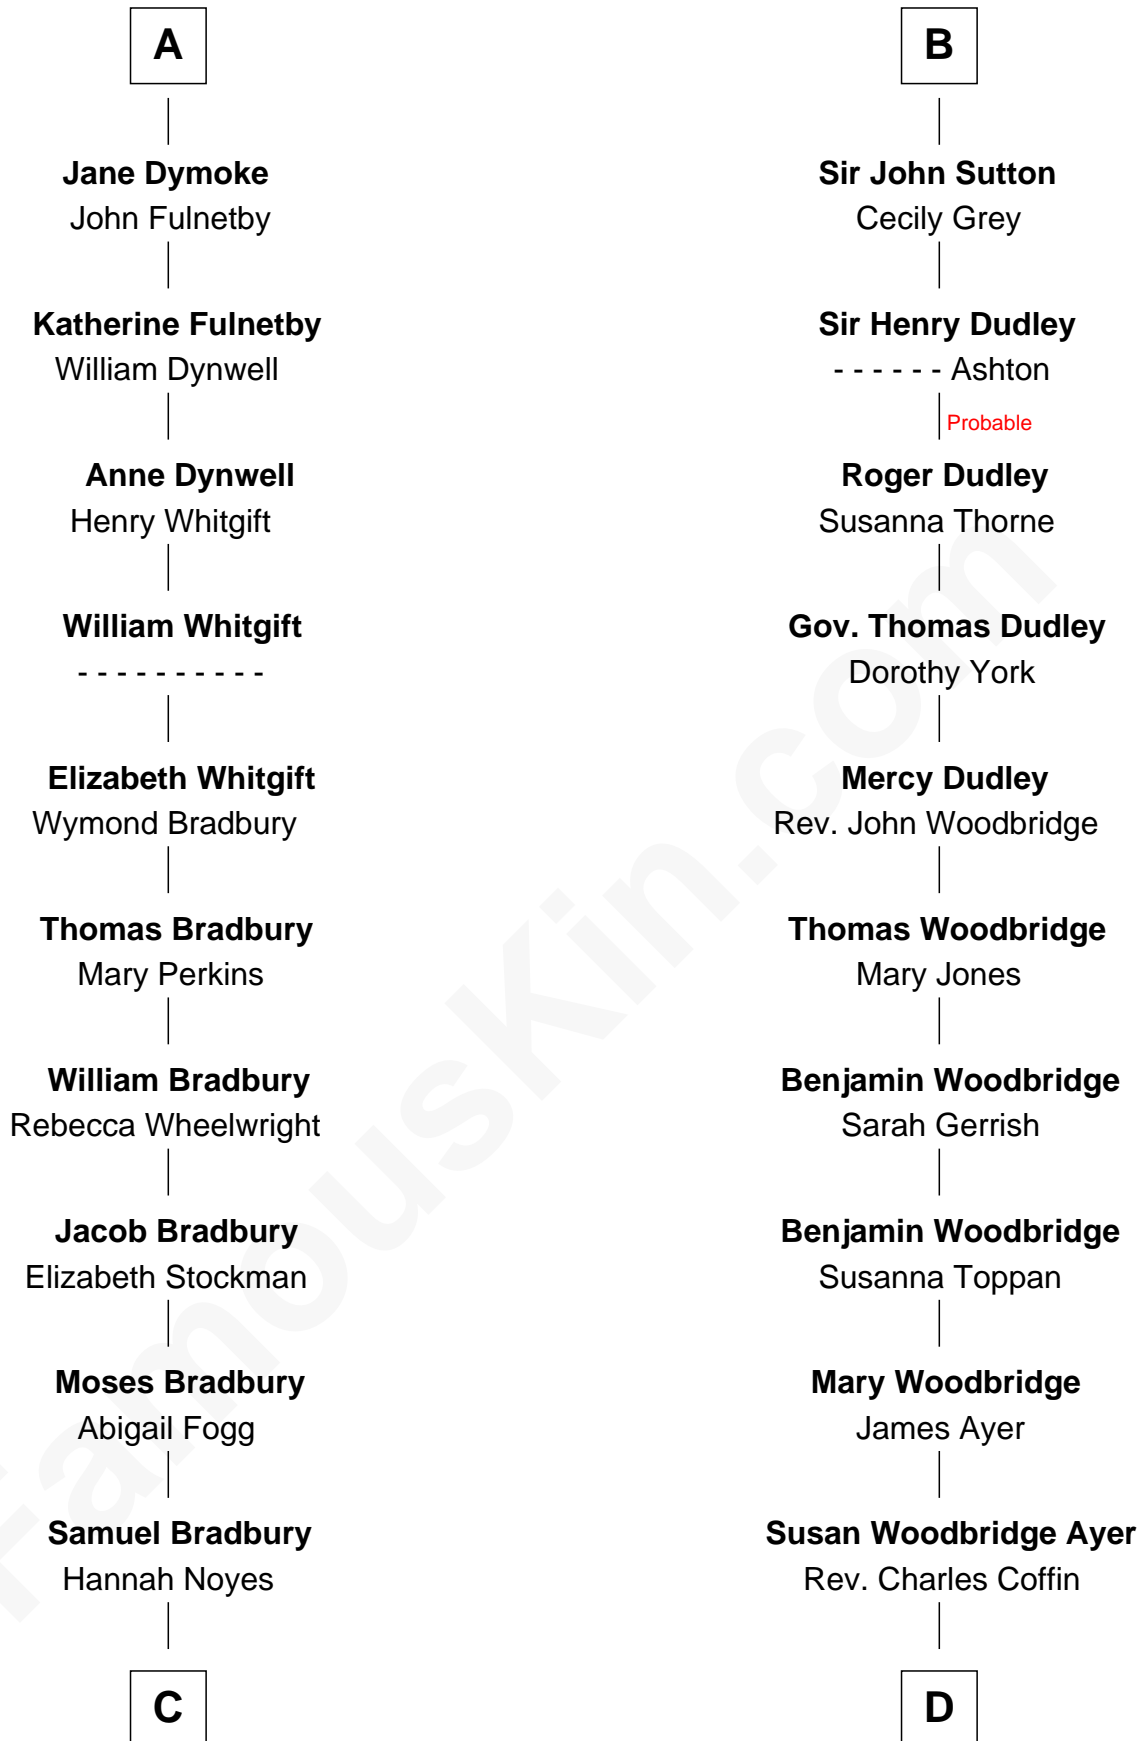 A
Jane Dymoke
John Fulnetby
Katherine Fulnetby
William Dynwell
Anne Dynwell
Henry Whitgift
William Whitgift
- - - - - - - - - -
Elizabeth Whitgift
Wymond Bradbury
Thomas Bradbury
Mary Perkins
William Bradbury
Rebecca Wheelwright
Jacob Bradbury
Elizabeth Stockman
Moses Bradbury
Abigail Fogg
Samuel Bradbury
Hannah Noyes
C
B
Sir John Sutton
Cecily Grey
Sir Henry Dudley
- - - - - - Ashton
Probable
Roger Dudley
Susanna Thorne
Gov. Thomas Dudley
Dorothy York
Mercy Dudley
Rev. John Woodbridge
Thomas Woodbridge
Mary Jones
Benjamin Woodbridge
Sarah Gerrish
Benjamin Woodbridge
Susanna Toppan
Mary Woodbridge
James Ayer
Susan Woodbridge Ayer
Rev. Charles Coffin
D
FamousKin.com